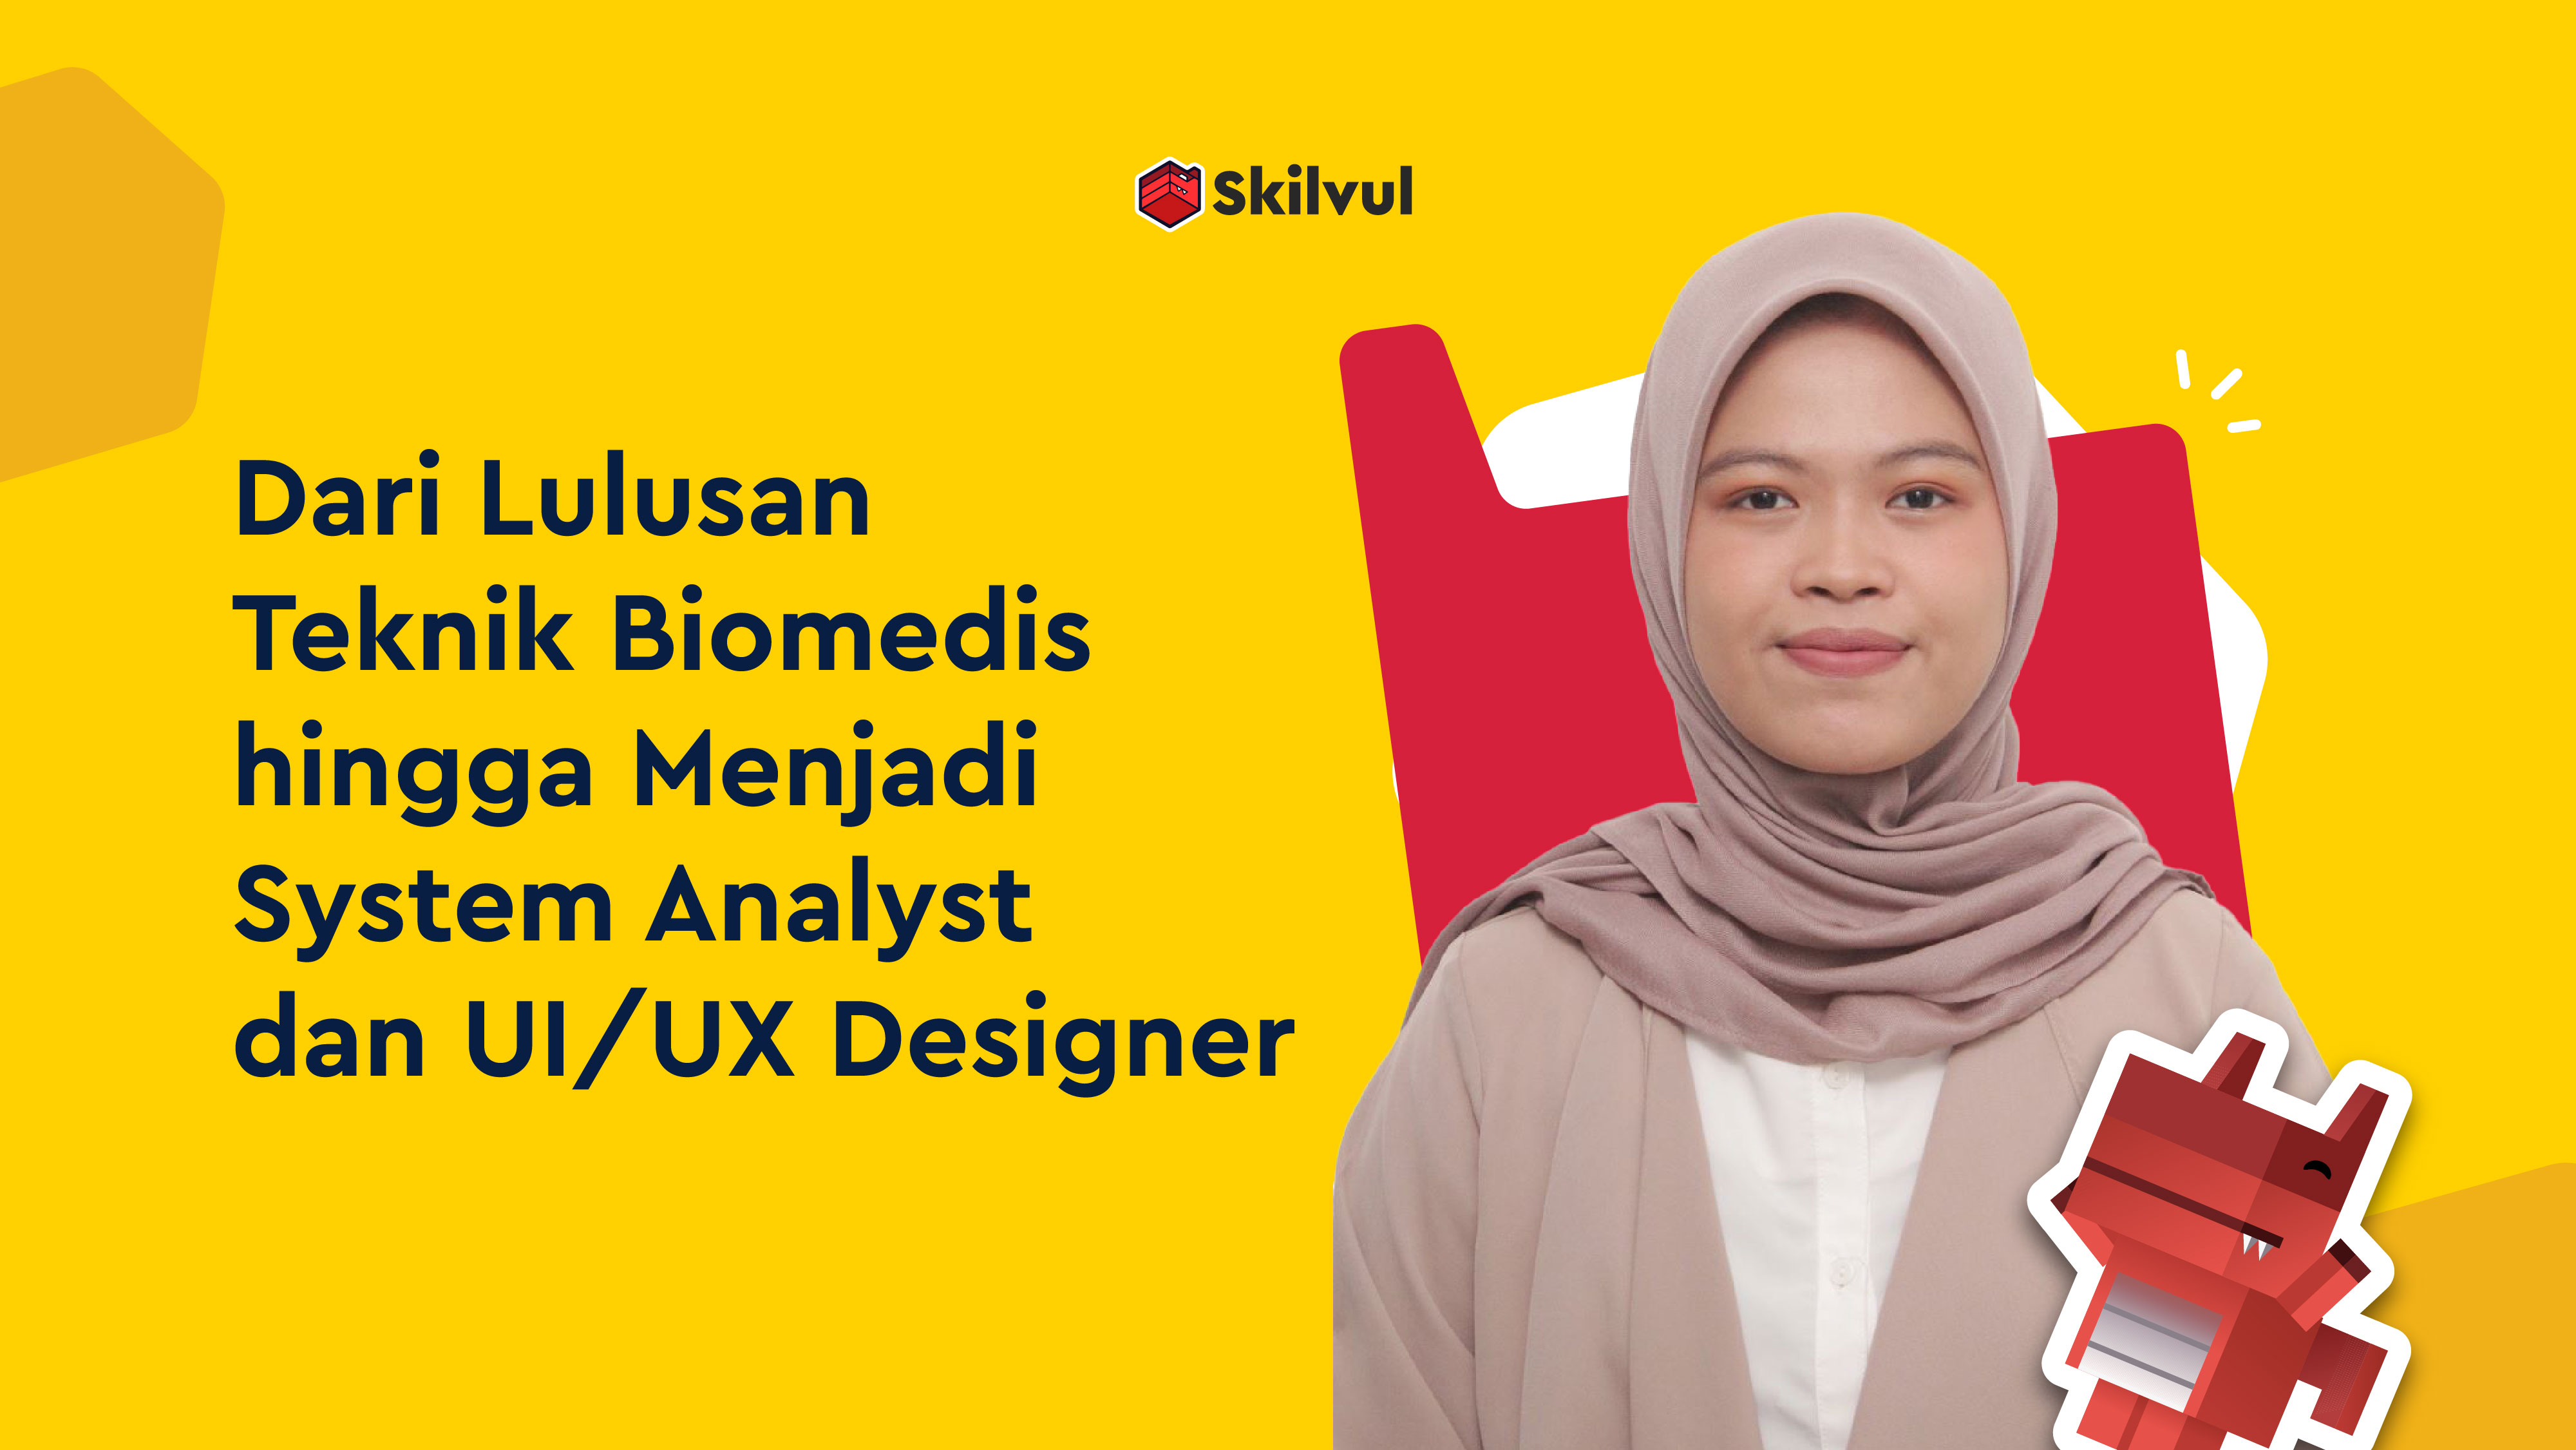 Skilvul
Dari Lulusan
Teknik Biomedis
hingga Menjadi
System Analyst
dan UI/UX Designer